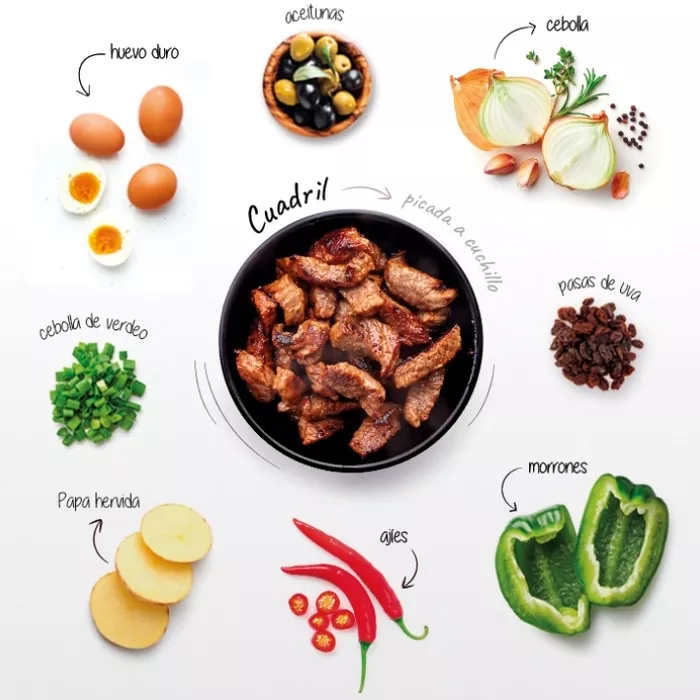 aceitunas
cebolla
huevo duro
Cuadril
picada a cuchillo
pasas de uva
cebolla de verdeo
morrones
Papa hervida
ajíes